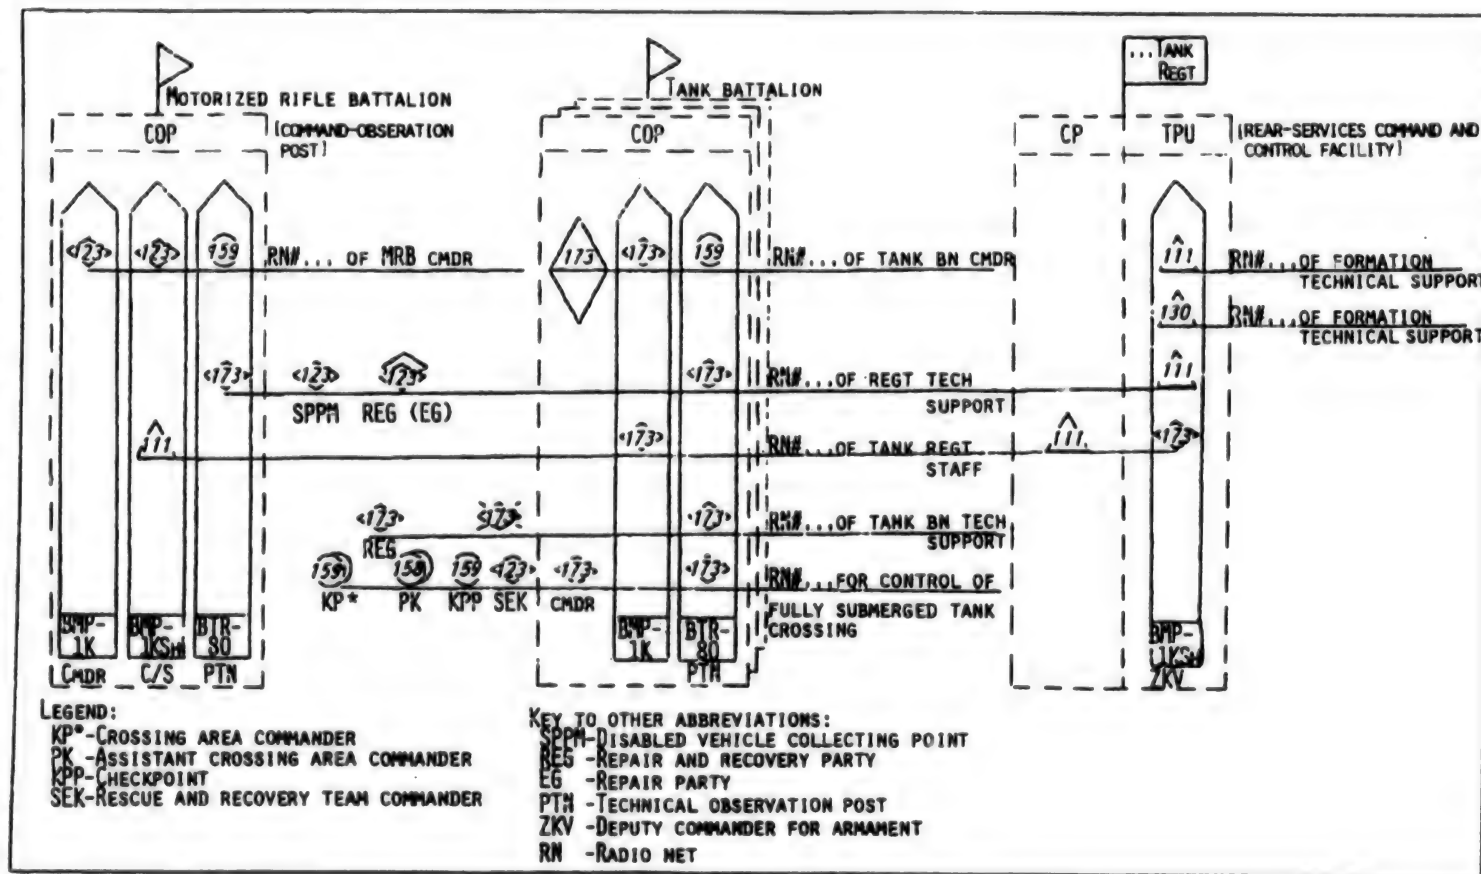 ...TANK
REGT
MOTORIZED RIFLE BATTALION
TANK BATTALION
COP
[COMMAND-OBSERATION
POST]
COP
CP
TPU
[REAR-SERVICES COMMAND AND
CONTROL FACILITY]
<123> <123> 159 RN#... OF MRB CMDR
173 <173> 159 RN#...OF TANK BN CMDR
111 RN#...OF FORMATION
TECHNICAL SUPPORT
130 RN#...OF FORMATION
TECHNICAL SUPPORT
<173> <123> <123> <173> RN#...OF REGT TECH 111
SPPM REG (EG) SUPPORT
111 <173> RN#...OF TANK REGT 111 <173>
STAFF
<173> 173 <173> RN#...OF TANK BN TECH
REG SUPPORT
159 158 159 <123> <173> <173> RN#...FOR CONTROL OF
KP* PK KPP SEK CMDR FULLY SUBMERGED TANK
CROSSING
BMP-
1K
BMP-
1KSH
BTR-
80
BMP-
1K
BTR-
80
BMP-
1KSH
CMDR C/S PTN PTN ZKV
LEGEND:
KP*-CROSSING AREA COMMANDER
PK -ASSISTANT CROSSING AREA COMMANDER
KPP-CHECKPOINT
SEK-RESCUE AND RECOVERY TEAM COMMANDER
KEY TO OTHER ABBREVIATIONS:
SPPM-DISABLED VEHICLE COLLECTING POINT
REG -REPAIR AND RECOVERY PARTY
EG -REPAIR PARTY
PTN -TECHNICAL OBSERVATION POST
ZKV -DEPUTY COMMANDER FOR ARMAMENT
RN -RADIO NET